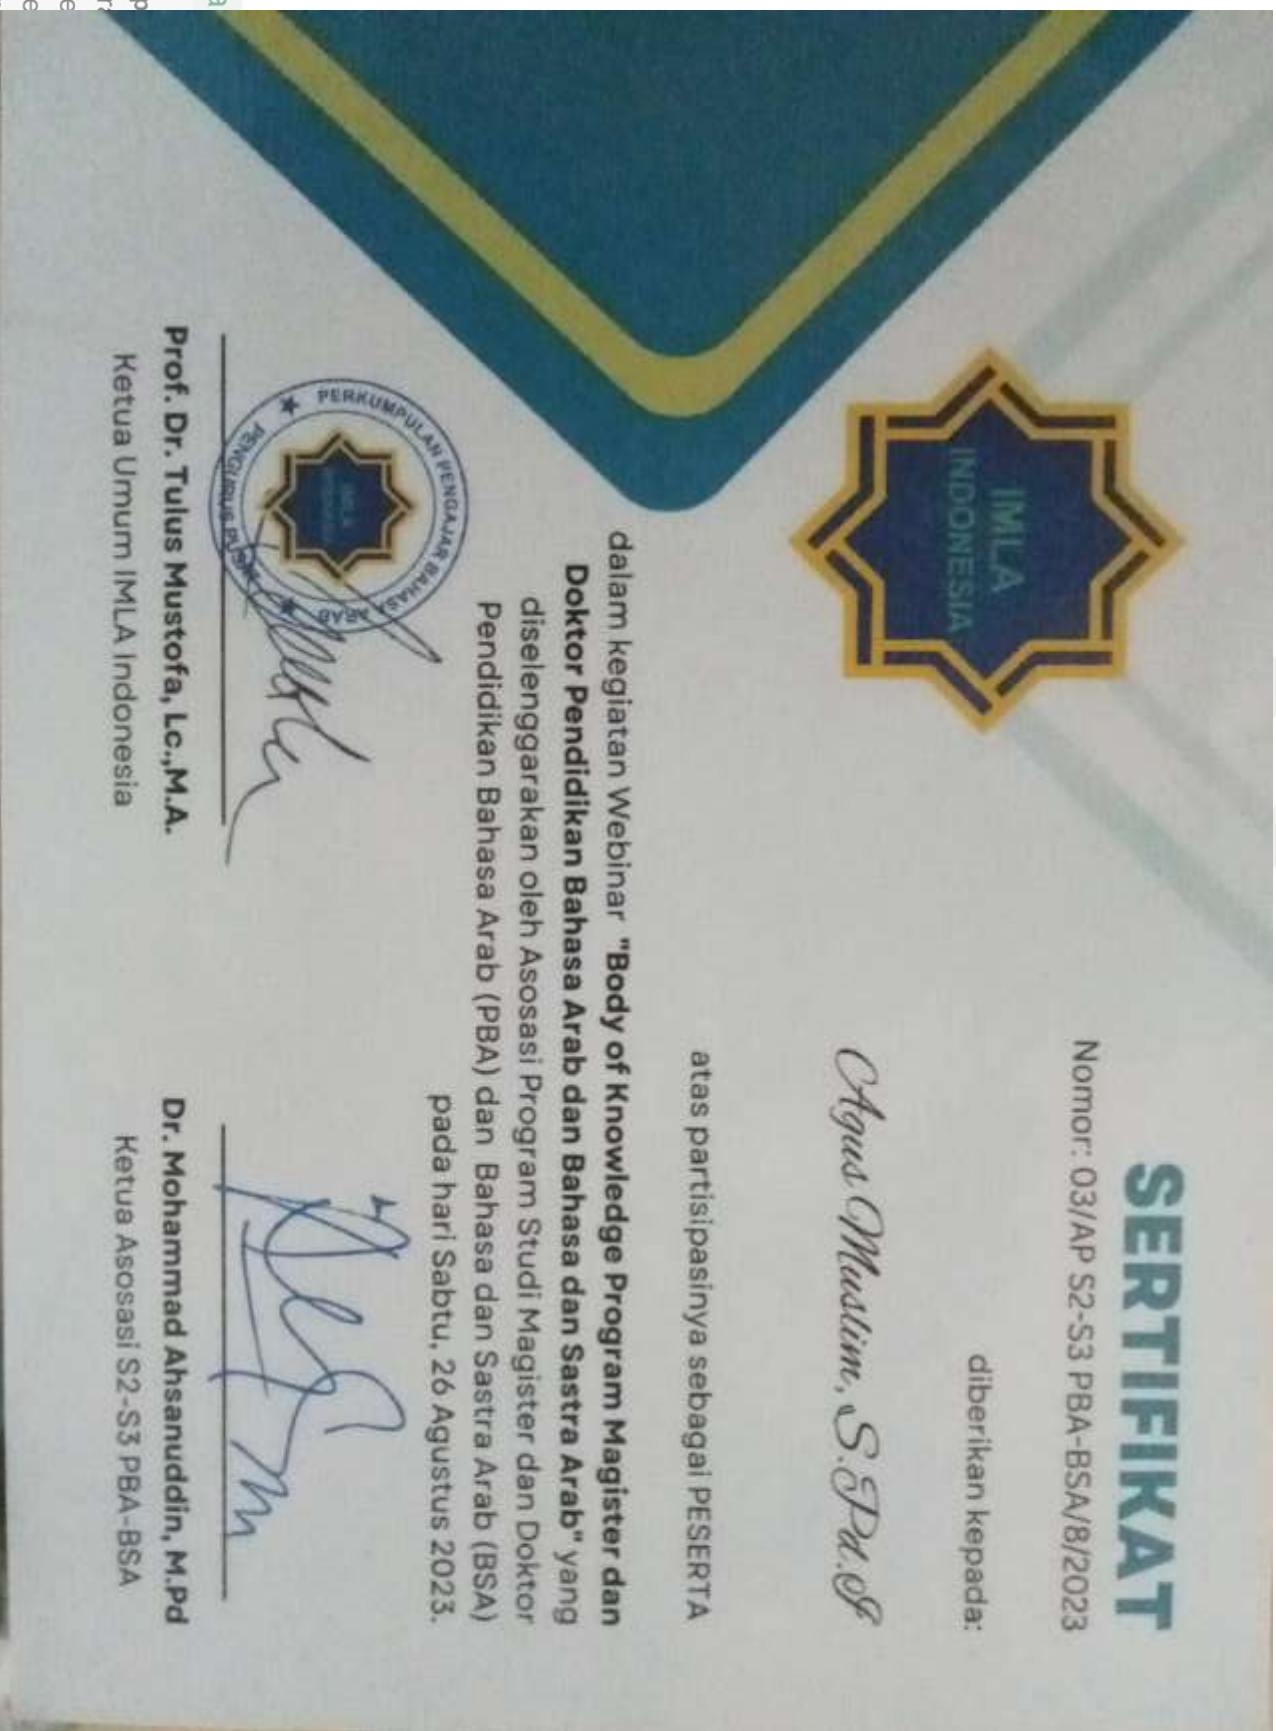 SERTIFIKAT
Nomor: 03/AP S2-S3 PBA-BSA/8/2023
IMLA
INDONESIA
diberikan kepada:
Agus Muslim, S.Pd.I
atas partisipasinya sebagai PESERTA
dalam kegiatan Webinar "Body of Knowledge Program Magister dan
Doktor Pendidikan Bahasa Arab dan Bahasa dan Sastra Arab" yang
diselenggarakan oleh Asosasi Program Studi Magister dan Doktor
Pendidikan Bahasa Arab (PBA) dan Bahasa dan Sastra Arab (BSA)
pada hari Sabtu, 26 Agustus 2023.
PERKUMPULAN PENGAJAR BAHASA ARAB
PENGURUS PUSAT
Prof. Dr. Tulus Mustofa, Lc.,M.A.
Ketua Umum IMLA Indonesia
Dr. Mohammad Ahsanuddin, M.Pd
Ketua Asosasi S2-S3 PBA-BSA